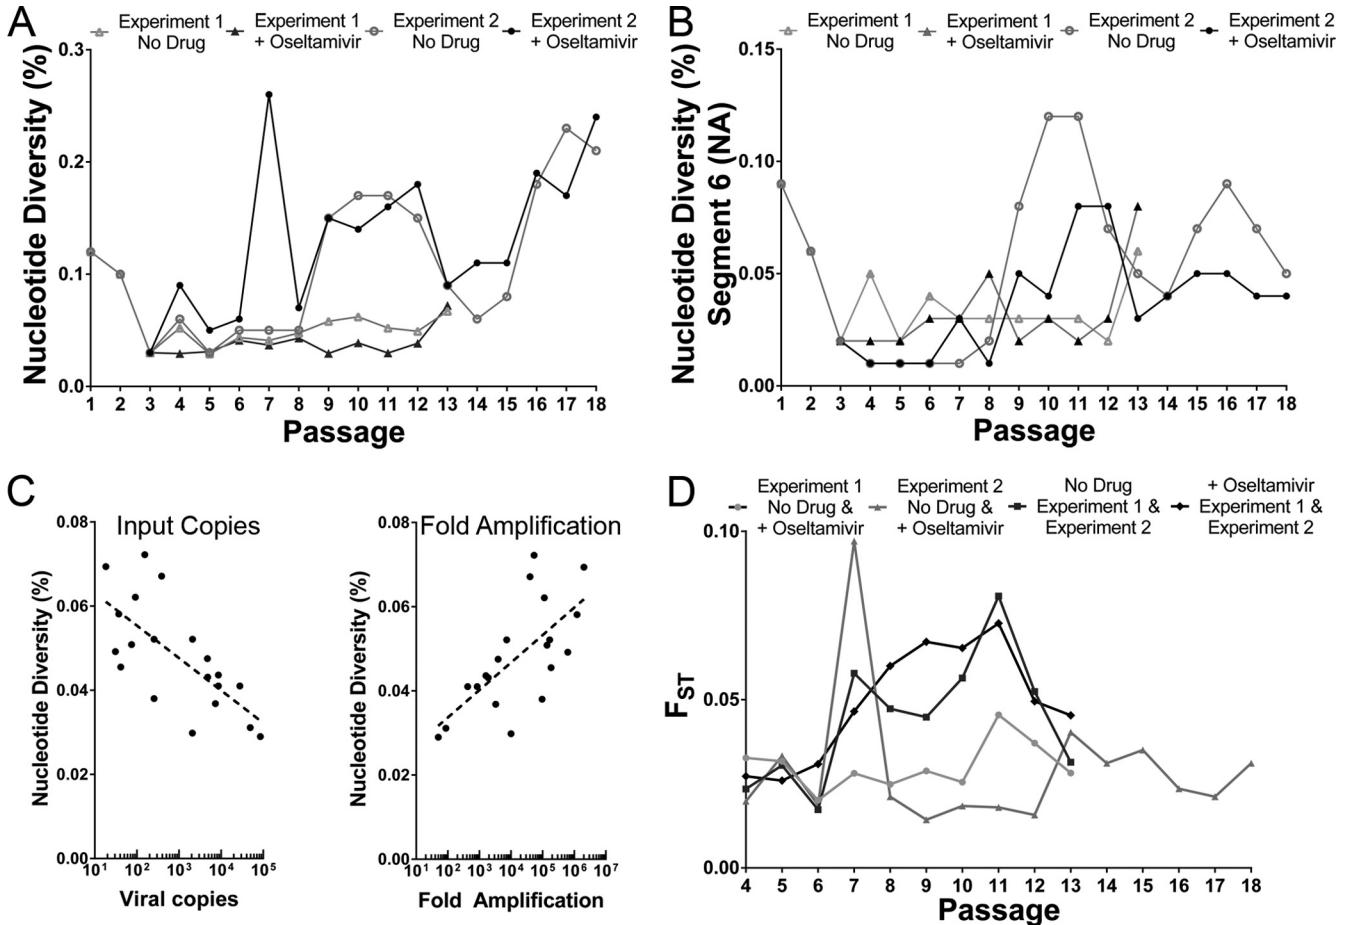 A
Experiment 1 Experiment 1 Experiment 2 Experiment 2
No Drug + Oseltamivir No Drug + Oseltamivir
Nucleotide Diversity (%)
0.3
0.2
0.1
0.0
1 2 3 4 5 6 7 8 9 10 11 12 13 14 15 16 17 18
Passage
B
Experiment 1 Experiment 1 Experiment 2 Experiment 2
No Drug + Oseltamivir No Drug + Oseltamivir
Nucleotide Diversity (%)
Segment 6 (NA)
0.15
0.10
0.05
0.00
1 2 3 4 5 6 7 8 9 10 11 12 13 14 15 16 17 18
Passage
C
Input Copies
Nucleotide Diversity (%)
0.08
0.06
0.04
0.02
0.00
10¹ 10² 10³ 10⁴ 10⁵
Viral copies
Fold Amplification
Nucleotide Diversity (%)
0.08
0.06
0.04
0.02
0.00
10¹ 10² 10³ 10⁴ 10⁵ 10⁶ 10⁷
Fold Amplification
D
Experiment 1 Experiment 2 No Drug + Oseltamivir
No Drug & No Drug & Experiment 1 & Experiment 1 &
+ Oseltamivir + Oseltamivir Experiment 2 Experiment 2
FST
0.10
0.05
0.00
4 5 6 7 8 9 10 11 12 13 14 15 16 17 18
Passage